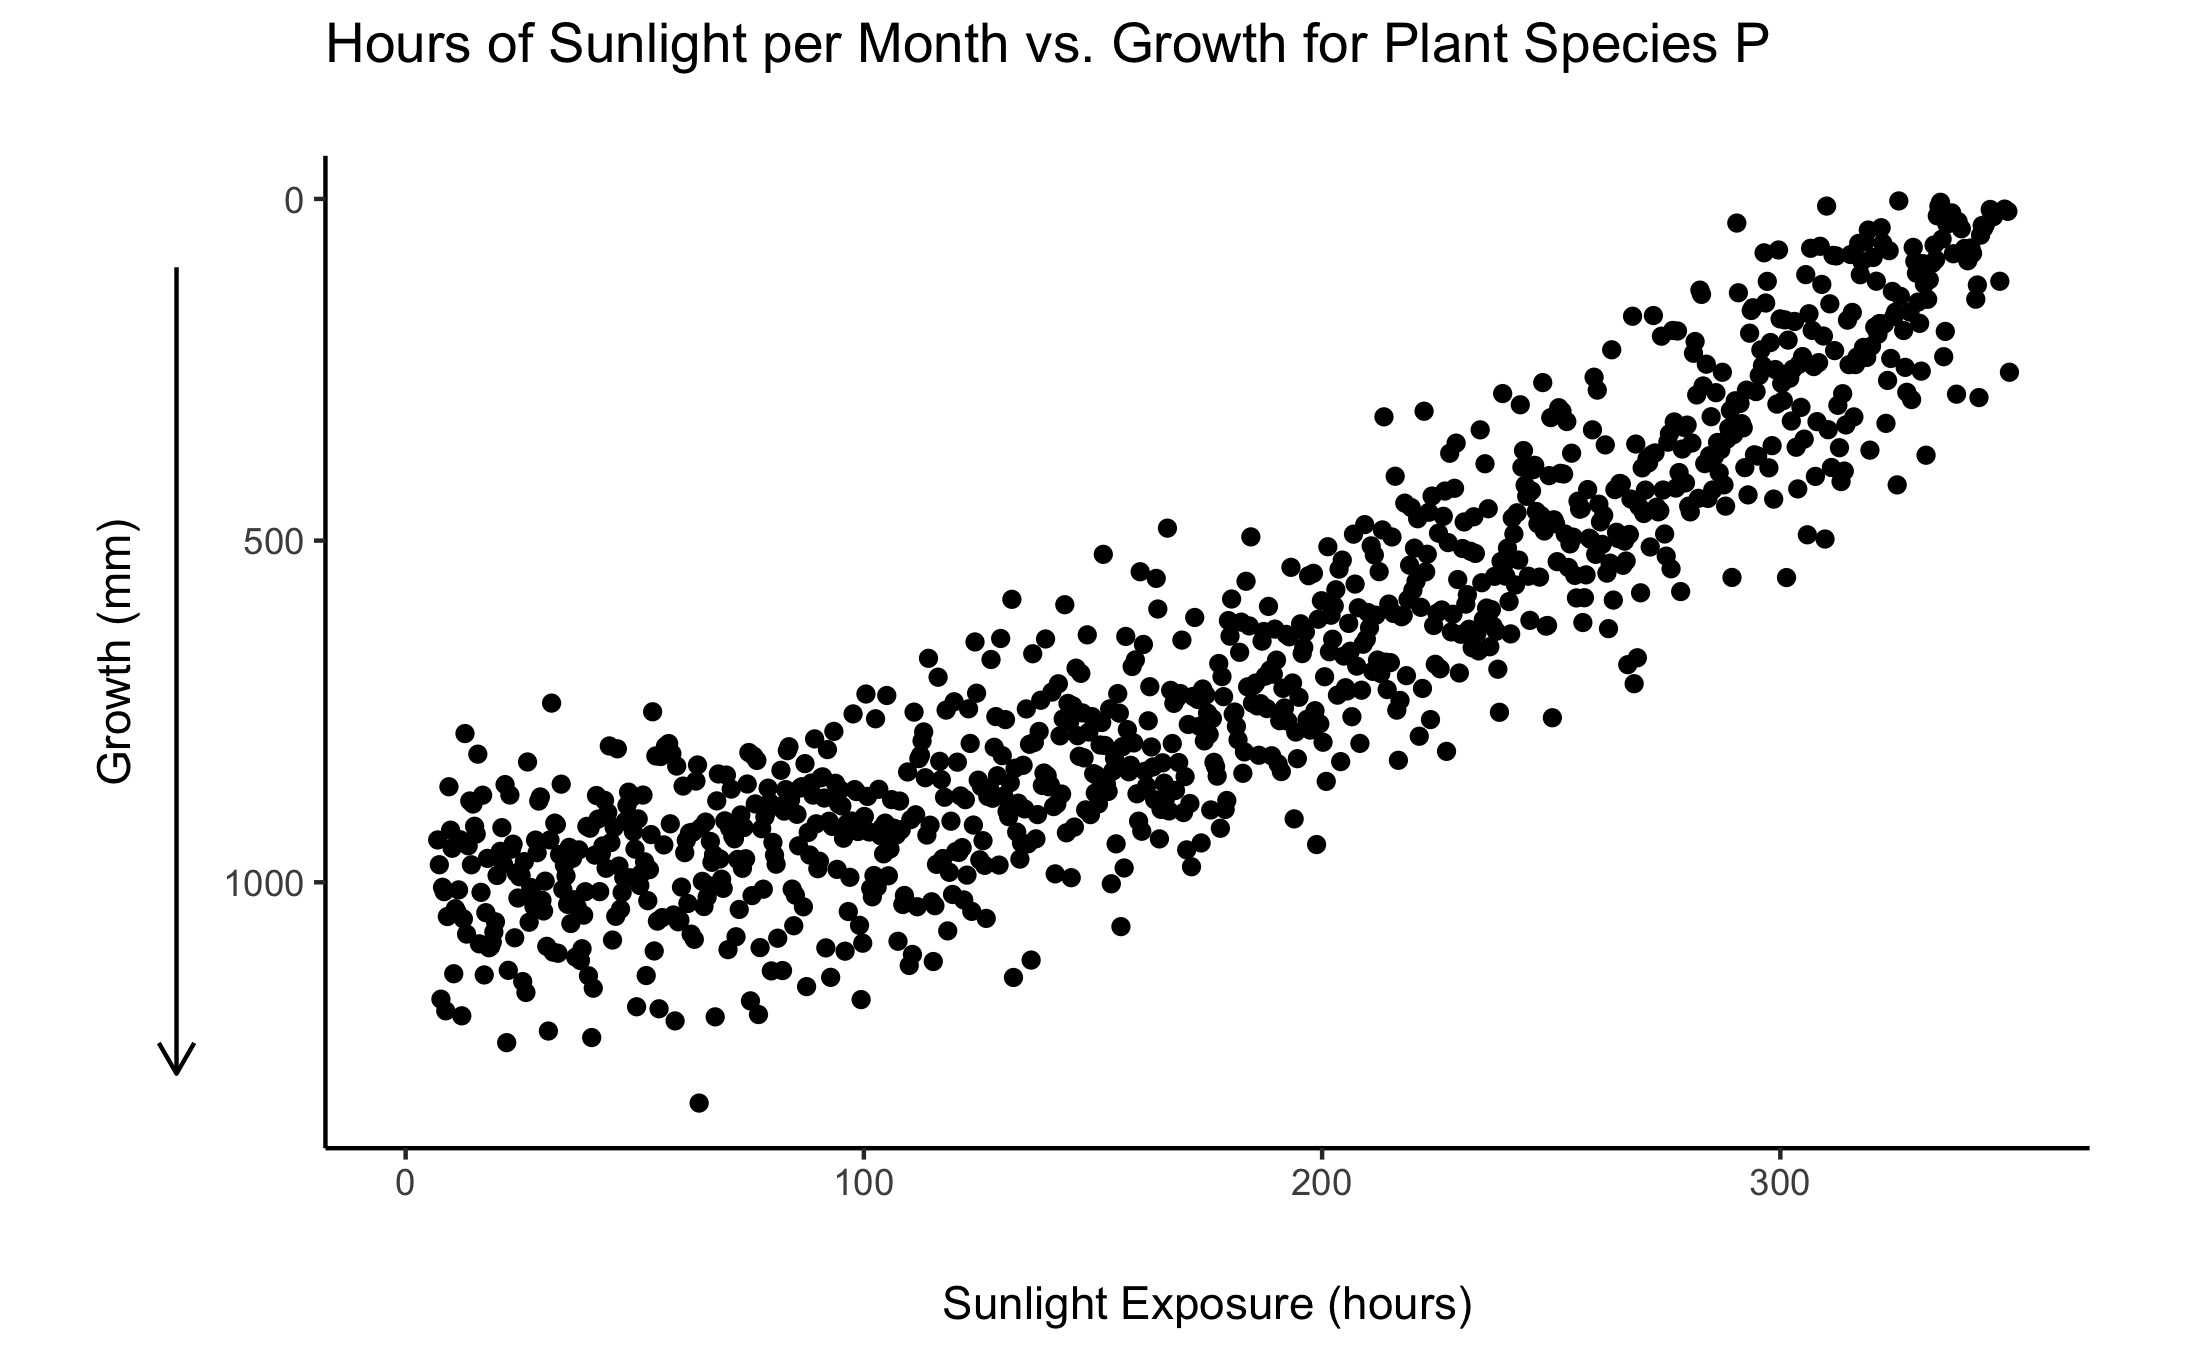 Hours of Sunlight per Month vs. Growth for Plant Species P
0
500
1000
Growth (mm)
0 100 200 300
Sunlight Exposure (hours)